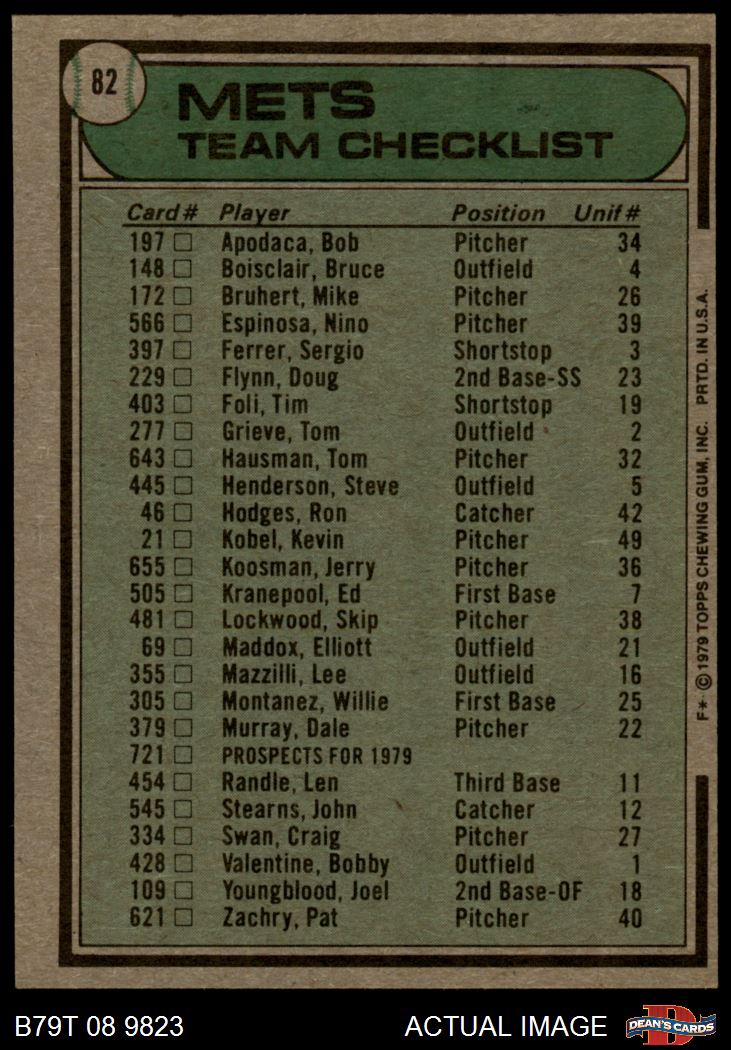 82
METS
TEAM CHECKLIST
Card# Player Position Unif#
197 □ Apodaca, Bob Pitcher 34
148 □ Boisclair, Bruce Outfield 4
172 □ Bruhert, Mike Pitcher 26
566 □ Espinosa, Nino Pitcher 39
397 □ Ferrer, Sergio Shortstop 3
229 □ Flynn, Doug 2nd Base-SS 23
403 □ Foli, Tim Shortstop 19
277 □ Grieve, Tom Outfield 2
643 □ Hausman, Tom Pitcher 32
445 □ Henderson, Steve Outfield 5
46 □ Hodges, Ron Catcher 42
21 □ Kobel, Kevin Pitcher 49
655 □ Koosman, Jerry Pitcher 36
505 □ Kranepool, Ed First Base 7
481 □ Lockwood, Skip Pitcher 38
69 □ Maddox, Elliott Outfield 21
355 □ Mazzilli, Lee Outfield 16
305 □ Montanez, Willie First Base 25
379 □ Murray, Dale Pitcher 22
721 □ PROSPECTS FOR 1979
454 □ Randle, Len Third Base 11
545 □ Stearns, John Catcher 12
334 □ Swan, Craig Pitcher 27
428 □ Valentine, Bobby Outfield 1
109 □ Youngblood, Joel 2nd Base-OF 18
621 □ Zachry, Pat Pitcher 40
F* © 1979 TOPPS CHEWING GUM, INC. PRTD. IN U.S.A.
B79T 08 9823 ACTUAL IMAGE
D
DEAN'S CARDS